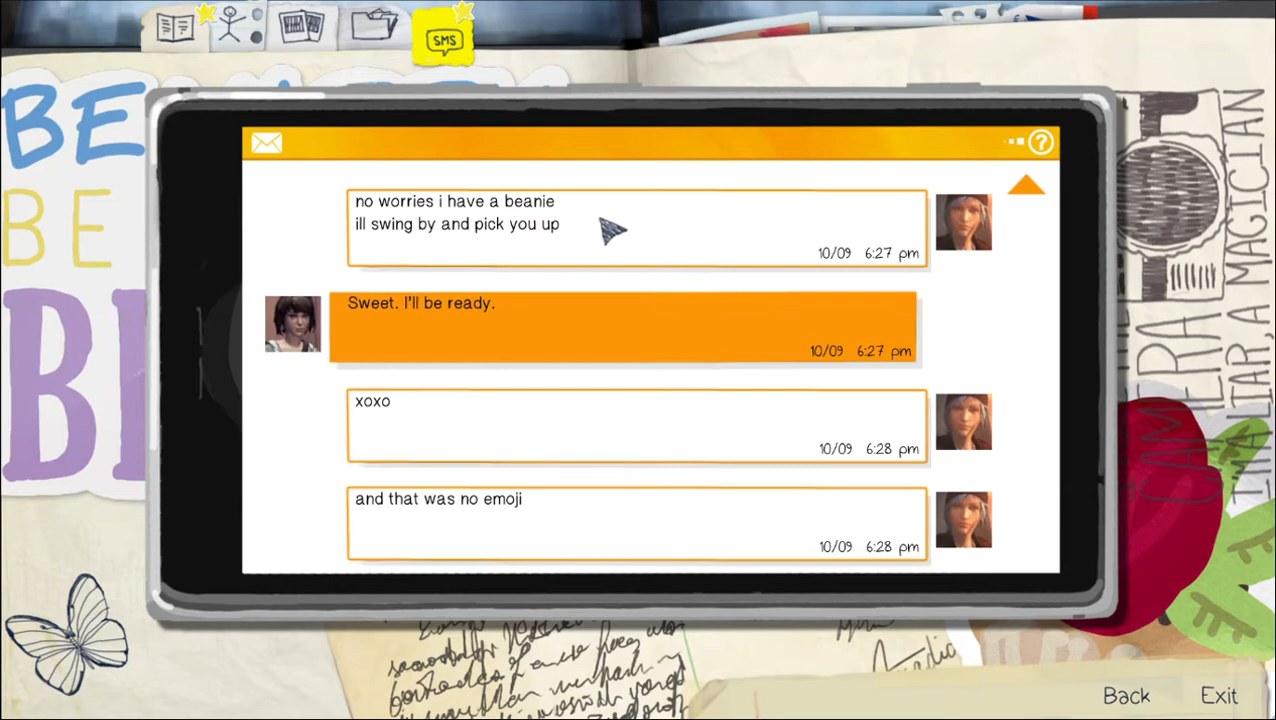 SMS
?
BE
BE
BE
no worries i have a beanie
ill swing by and pick you up
10/09 6:27 pm
Sweet. I'll be ready.
10/09 6:27 pm
xoxo
10/09 6:28 pm
and that was no emoji
10/09 6:28 pm
CAMERA
I'M A LIAR, A MAGICIAN
Back Exit